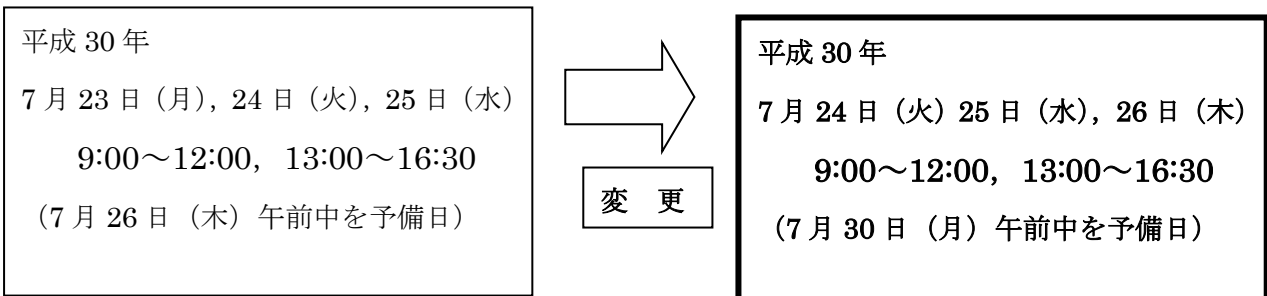 平成 30 年
7 月 23 日（月），24 日（火），25 日（水）
9:00～12:00，13:00～16:30
（7 月 26 日（木）午前中を予備日）
変　更
平成 30 年
7 月 24 日（火）25 日（水），26 日（木）
9:00～12:00，13:00～16:30
（7 月 30 日（月）午前中を予備日）